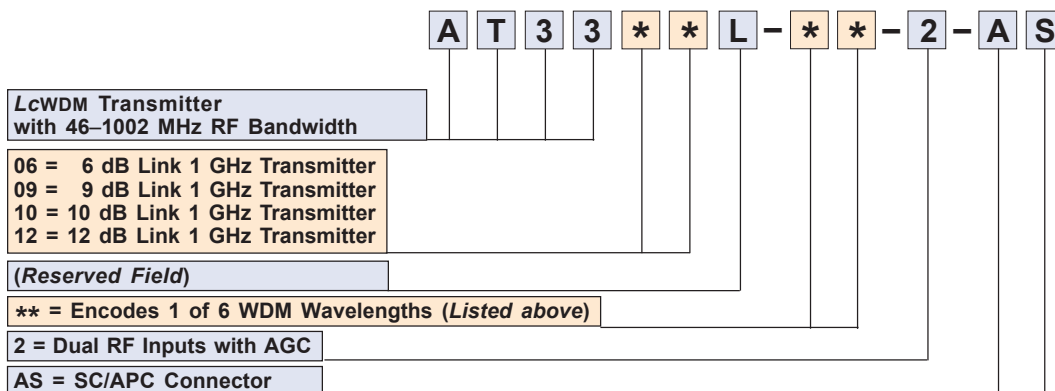 AT33**L-**-2-AS
LcWDM Transmitter
with 46–1002 MHz RF Bandwidth
06 = 6 dB Link 1 GHz Transmitter
09 = 9 dB Link 1 GHz Transmitter
10 = 10 dB Link 1 GHz Transmitter
12 = 12 dB Link 1 GHz Transmitter
(Reserved Field)
** = Encodes 1 of 6 WDM Wavelengths (Listed above)
2 = Dual RF Inputs with AGC
AS = SC/APC Connector